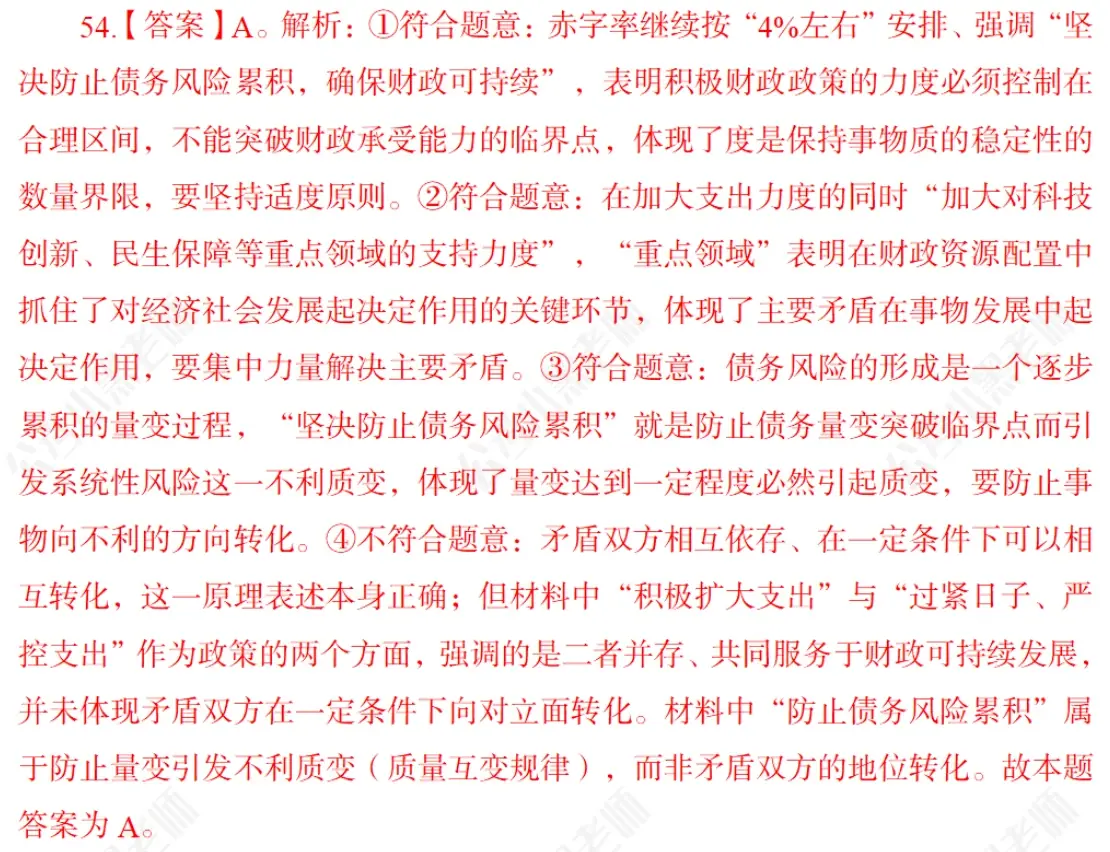 54.【答案】A。解析：①符合题意：赤字率继续按“4%左右”安排、强调“坚
决防止债务风险累积，确保财政可持续”，表明积极财政政策的力度必须控制在
合理区间，不能突破财政承受能力的临界点，体现了度是保持事物质的稳定性的
数量界限，要坚持适度原则。②符合题意：在加大支出力度的同时“加大对科技
创新、民生保障等重点领域的支持力度”，“重点领域”表明在财政资源配置中
抓住了对经济社会发展起决定作用的关键环节，体现了主要矛盾在事物发展中起
决定作用，要集中力量解决主要矛盾。③符合题意：债务风险的形成是一个逐步
累积的量变过程，“坚决防止债务风险累积”就是防止债务量变突破临界点而引
发系统性风险这一不利质变，体现了量变达到一定程度必然引起质变，要防止事
物向不利的方向转化。④不符合题意：矛盾双方相互依存、在一定条件下可以相
互转化，这一原理表述本身正确；但材料中“积极扩大支出”与“过紧日子、严
控支出”作为政策的两个方面，强调的是二者并存、共同服务于财政可持续发展，
并未体现矛盾双方在一定条件下向对立面转化。材料中“防止债务风险累积”属
于防止量变引发不利质变（质量互变规律），而非矛盾双方的地位转化。故本题
答案为 A。